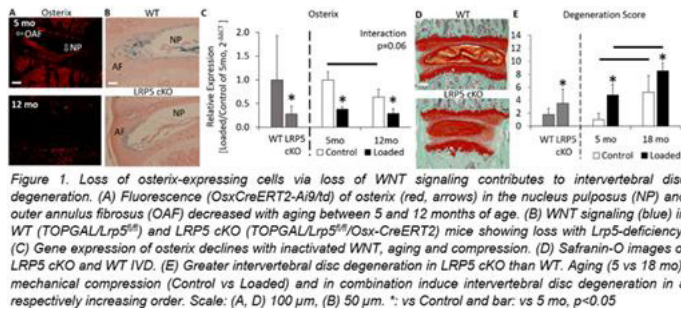 A Osterix B WT C Osterix D WT E Degeneration Score
5 mo
OAF
NP
NP
AF
LRP5 cKO
12 mo
NP
AF
Relative Expression
[Loaded/Control of 5mo, 2^-ΔΔCT]
2.0
1.5
1.0
0.5
0.0
Interaction
p=0.06
*
*
*
WT LRP5 cKO
5mo 12mo
Control Loaded
LRP5 cKO
14
12
10
8
6
4
2
0
*
*
*
WT LRP5 cKO
5 mo 18 mo
Control Loaded
Figure 1. Loss of osterix-expressing cells via loss of WNT signaling contributes to intervertebral disc
degeneration. (A) Fluorescence (OsxCreERT2-Ai9/td) of osterix (red, arrows) in the nucleus pulposus (NP) and
outer annulus fibrosus (OAF) decreased with aging between 5 and 12 months of age. (B) WNT signaling (blue) in
WT (TOPGAL/Lrp5fl/fl) and LRP5 cKO (TOPGAL/Lrp5fl/fl/Osx-CreERT2) mice showing loss with Lrp5-deficiency.
(C) Gene expression of osterix declines with inactivated WNT, aging and compression. (D) Safranin-O images of
LRP5 cKO and WT IVD. (E) Greater intervertebral disc degeneration in LRP5 cKO than WT. Aging (5 vs 18 mo),
mechanical compression (Control vs Loaded) and in combination induce intervertebral disc degeneration in a
respectively increasing order. Scale: (A, D) 100 μm, (B) 50 μm. *: vs Control and bar: vs 5 mo, p<0.05